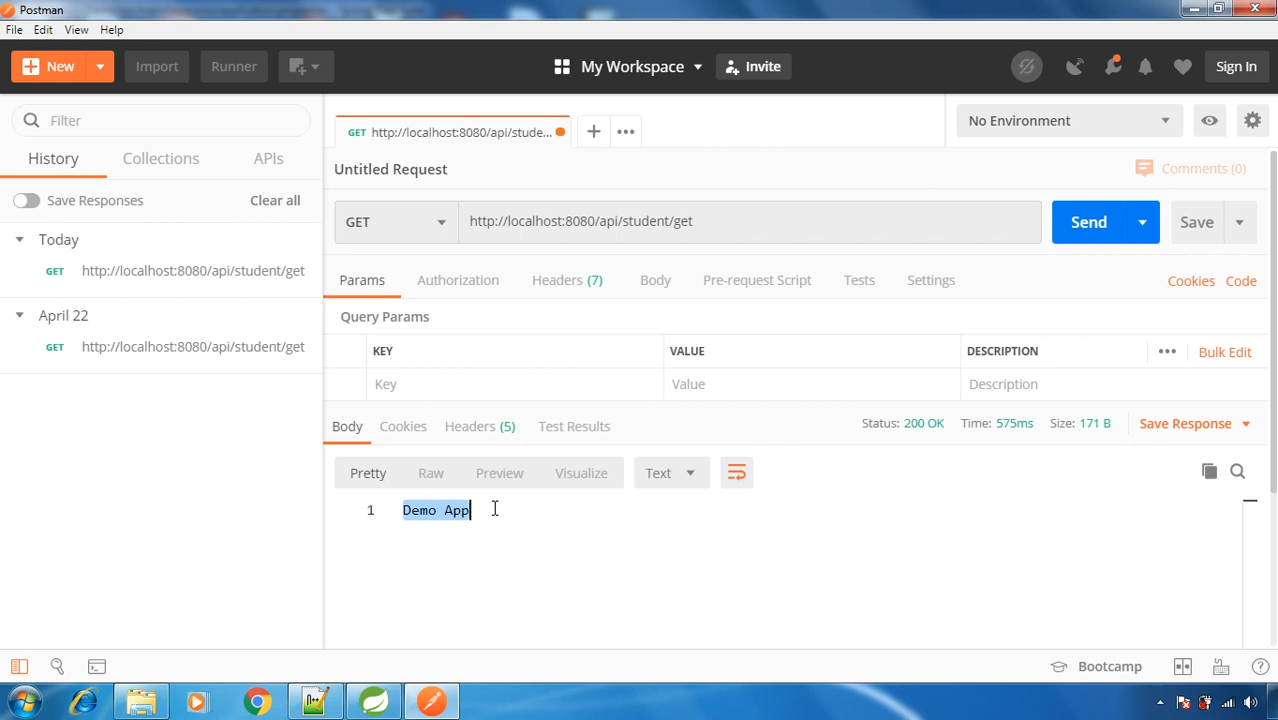 Postman
File Edit View Help
New Import Runner My Workspace Invite Sign In
Filter
History Collections APIs
Save Responses Clear all
Today
GET http://localhost:8080/api/student/get
April 22
GET http://localhost:8080/api/student/get
GET http://localhost:8080/api/stude...
No Environment
Untitled Request
Comments (0)
GET http://localhost:8080/api/student/get
Send Save
Params Authorization Headers (7) Body Pre-request Script Tests Settings Cookies Code
Query Params
KEY VALUE DESCRIPTION Bulk Edit
Key Value Description
Body Cookies Headers (5) Test Results Status: 200 OK Time: 575ms Size: 171 B Save Response
Pretty Raw Preview Visualize Text
1 Demo App
Bootcamp